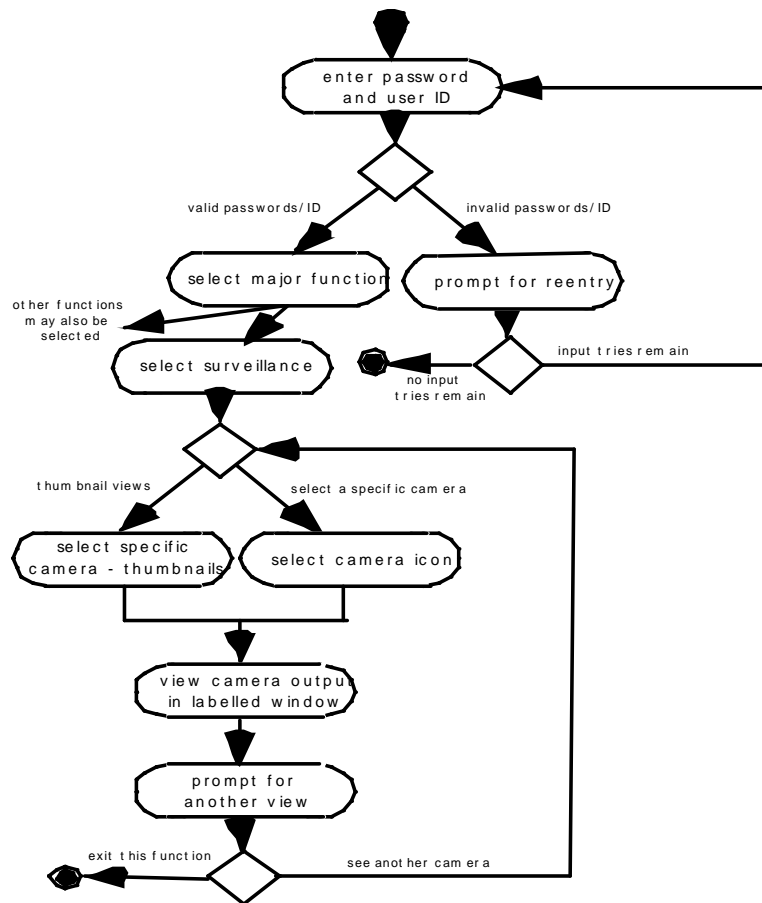 enter password
and user ID
valid passwords/ID
invalid passwords/ID
select major function
prompt for reentry
other functions
may also be
selected
input tries remain
no input
tries remain
select surveillance
thumbnail views
select a specific camera
select specific
camera - thumbnails
select camera icon
view camera output
in labelled window
prompt for
another view
exit this function
see another camera